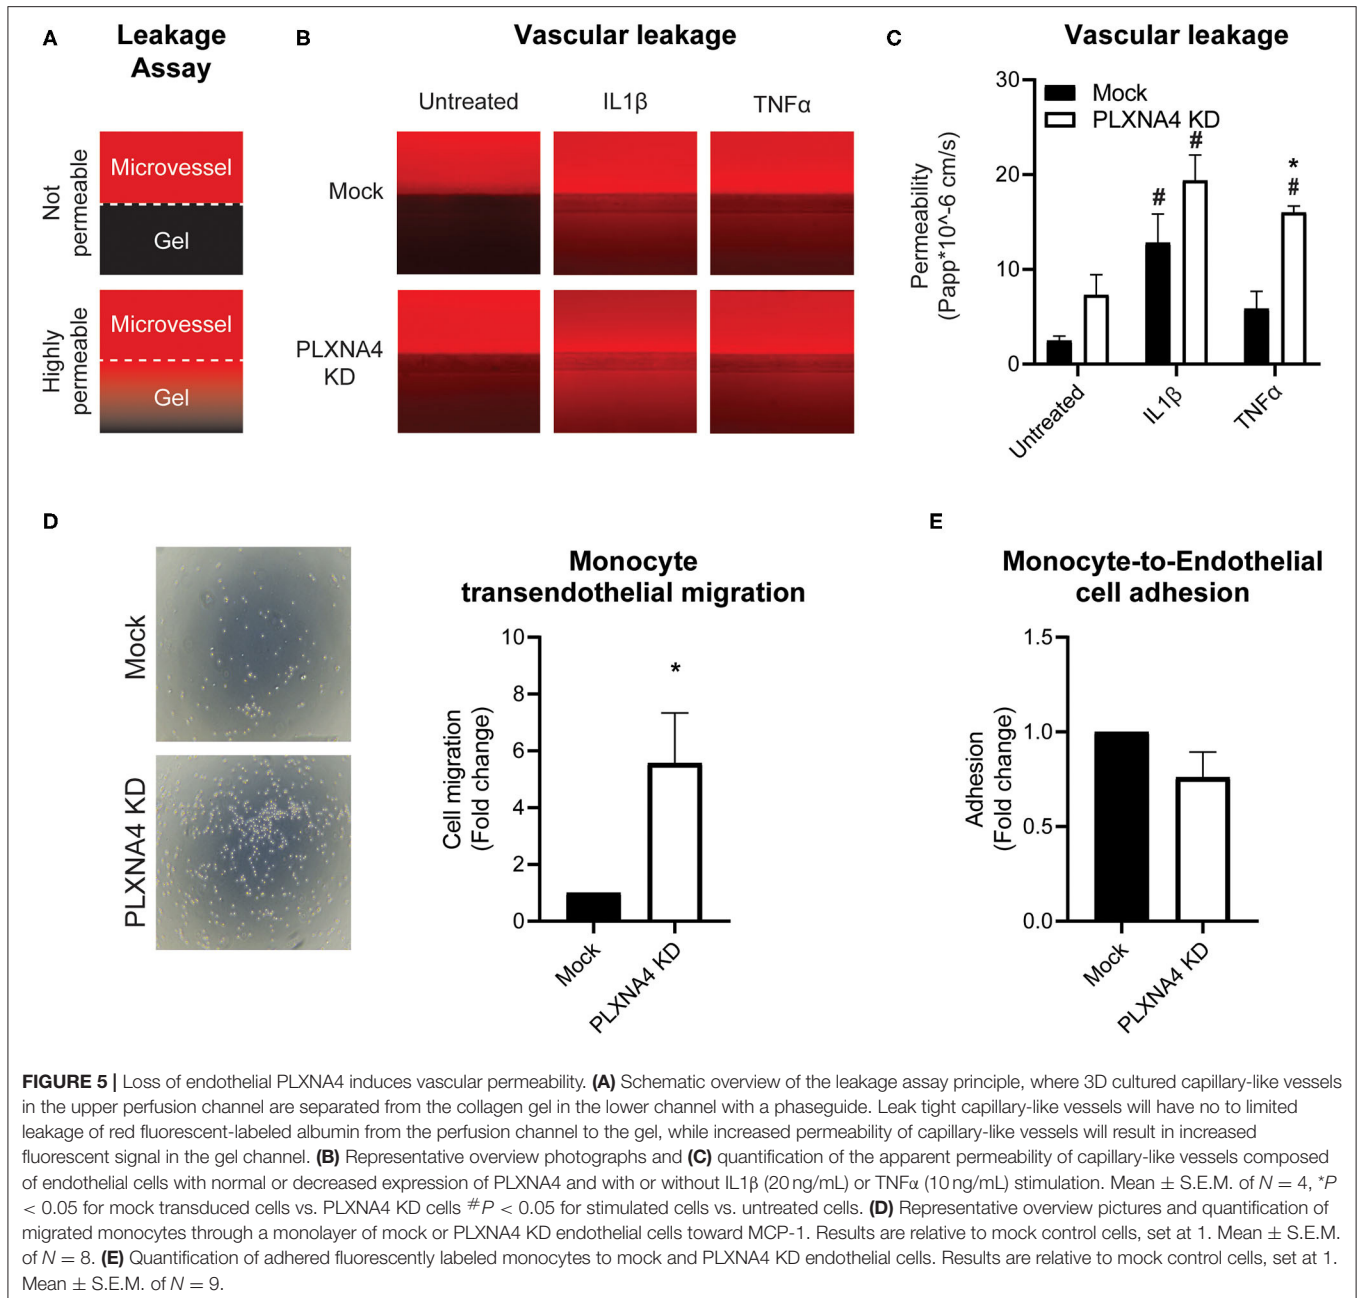 A
Leakage
Assay
Not
permeable
Microvessel
Gel
Highly
permeable
Microvessel
Gel
B
Vascular leakage
Untreated
IL1β
TNFα
Mock
PLXNA4
KD
C
Vascular leakage
Permeability
(Papp*10^-6 cm/s)
30
20
10
0
Mock
PLXNA4 KD
#
#
*
#
Untreated
IL1β
TNFα
D
Mock
PLXNA4 KD
Monocyte
transendothelial migration
Cell migration
(Fold change)
10
8
6
4
2
0
*
Mock
PLXNA4 KD
E
Monocyte-to-Endothelial
cell adhesion
Adhesion
(Fold change)
1.5
1.0
0.5
0.0
Mock
PLXNA4 KD
FIGURE 5 | Loss of endothelial PLXNA4 induces vascular permeability. (A) Schematic overview of the leakage assay principle, where 3D cultured capillary-like vessels
in the upper perfusion channel are separated from the collagen gel in the lower channel with a phaseguide. Leak tight capillary-like vessels will have no to limited
leakage of red fluorescent-labeled albumin from the perfusion channel to the gel, while increased permeability of capillary-like vessels will result in increased
fluorescent signal in the gel channel. (B) Representative overview photographs and (C) quantification of the apparent permeability of capillary-like vessels composed
of endothelial cells with normal or decreased expression of PLXNA4 and with or without IL1β (20 ng/mL) or TNFα (10 ng/mL) stimulation. Mean ± S.E.M. of N = 4, *P
< 0.05 for mock transduced cells vs. PLXNA4 KD cells #P < 0.05 for stimulated cells vs. untreated cells. (D) Representative overview pictures and quantification of
migrated monocytes through a monolayer of mock or PLXNA4 KD endothelial cells toward MCP-1. Results are relative to mock control cells, set at 1. Mean ± S.E.M.
of N = 8. (E) Quantification of adhered fluorescently labeled monocytes to mock and PLXNA4 KD endothelial cells. Results are relative to mock control cells, set at 1.
Mean ± S.E.M. of N = 9.